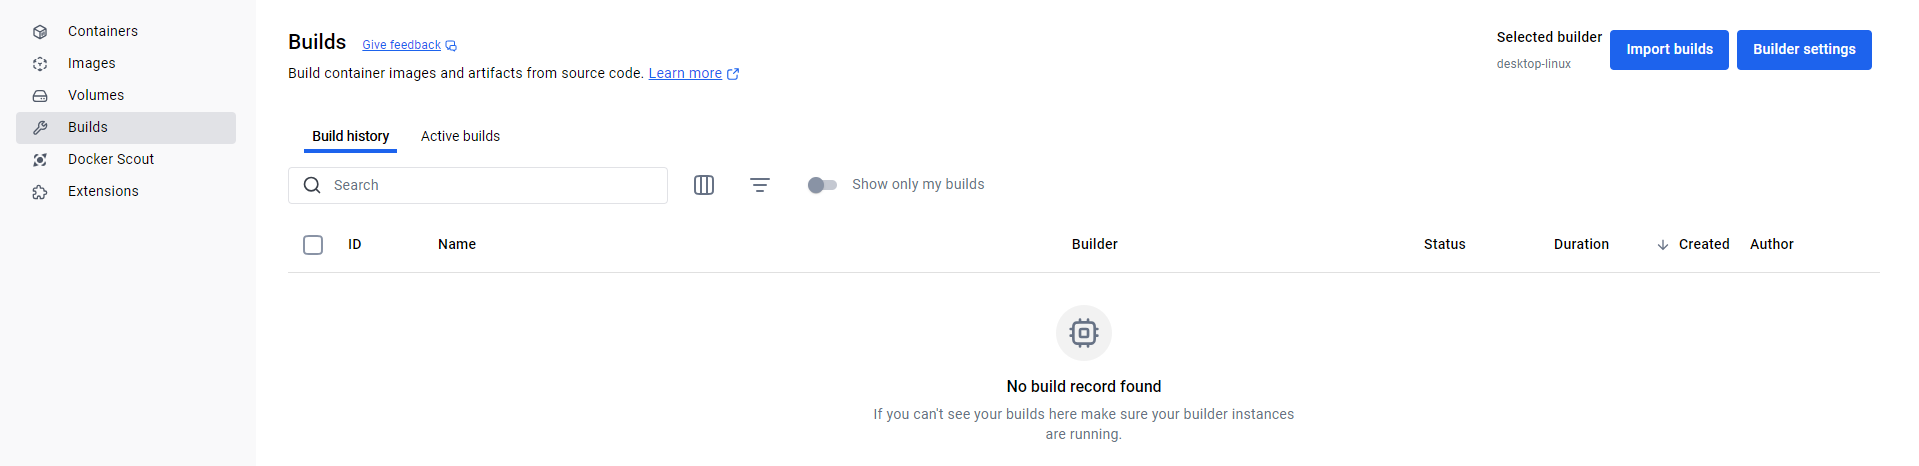 Containers
Images
Volumes
Builds
Docker Scout
Extensions
Builds
Give feedback
Build container images and artifacts from source code. Learn more
Selected builder
desktop-linux
Import builds
Builder settings
Build history
Active builds
Search
Show only my builds
ID
Name
Builder
Status
Duration
Created
Author
No build record found
If you can't see your builds here make sure your builder instances
are running.